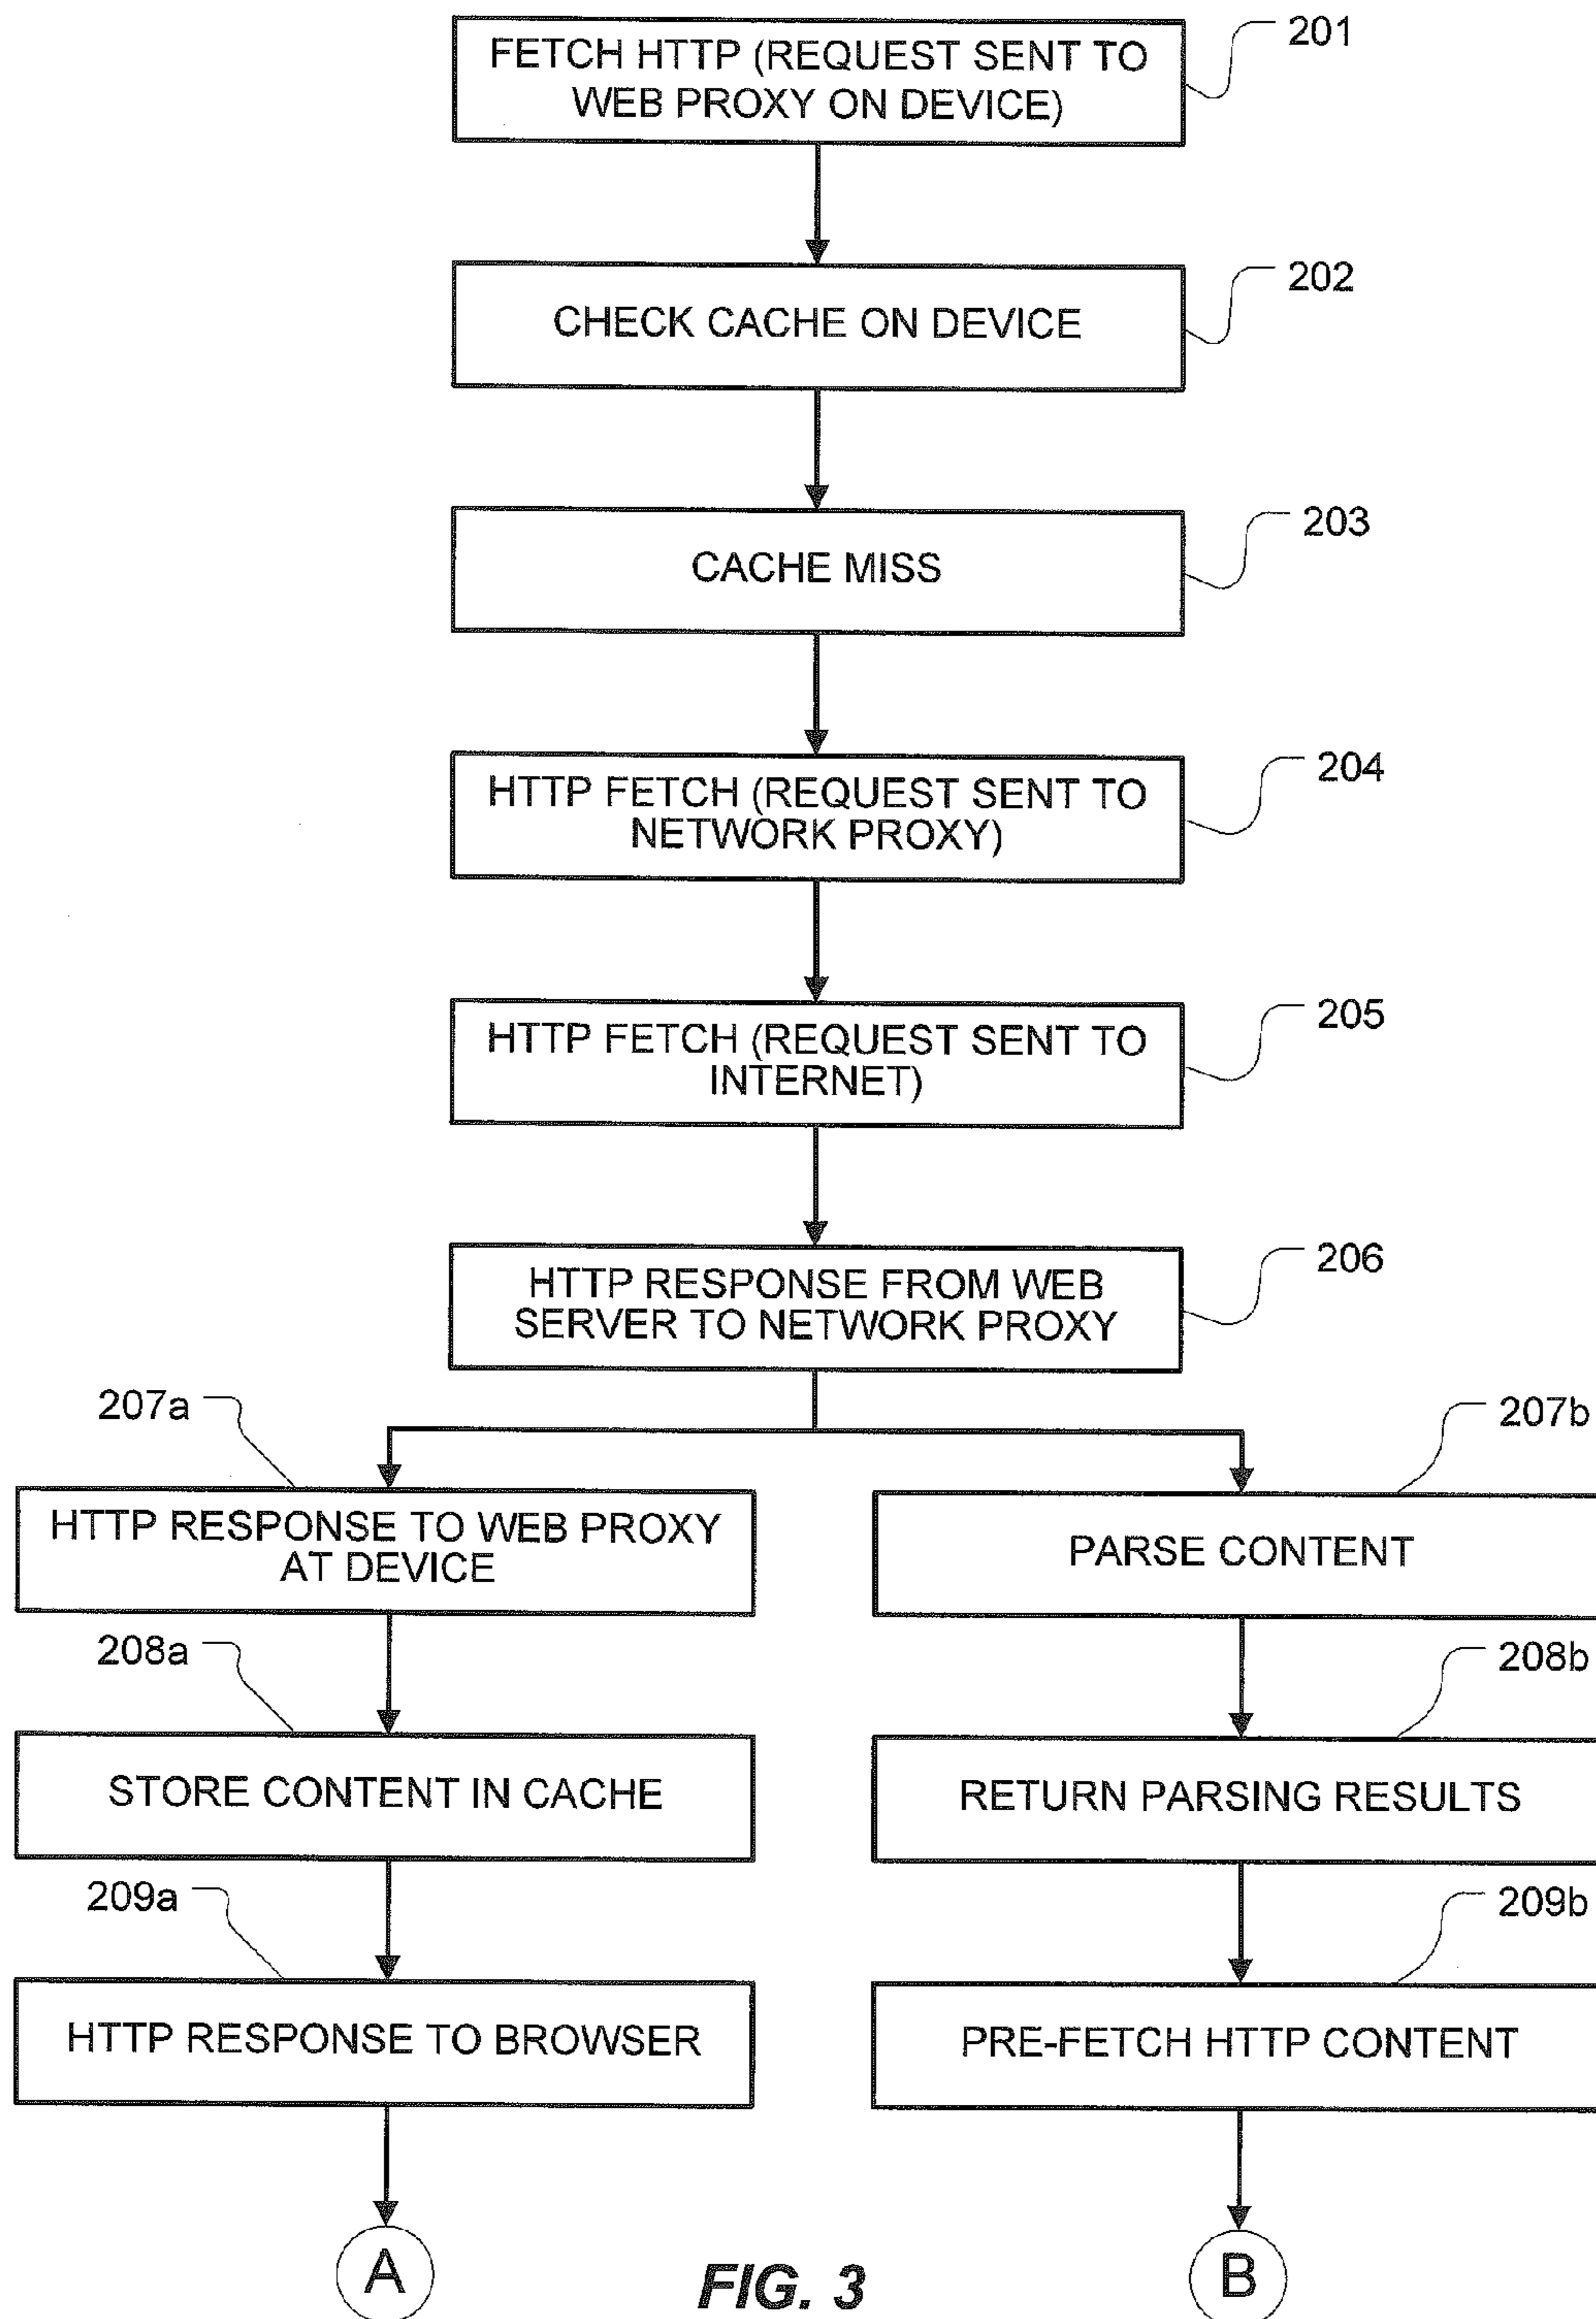 FETCH HTTP (REQUEST SENT TO
WEB PROXY ON DEVICE)
201
CHECK CACHE ON DEVICE
202
CACHE MISS
203
HTTP FETCH (REQUEST SENT TO
NETWORK PROXY)
204
HTTP FETCH (REQUEST SENT TO
INTERNET)
205
HTTP RESPONSE FROM WEB
SERVER TO NETWORK PROXY
206
207a
207b
HTTP RESPONSE TO WEB PROXY
AT DEVICE
PARSE CONTENT
208a
208b
STORE CONTENT IN CACHE
RETURN PARSING RESULTS
209a
209b
HTTP RESPONSE TO BROWSER
PRE-FETCH HTTP CONTENT
A
B
FIG. 3